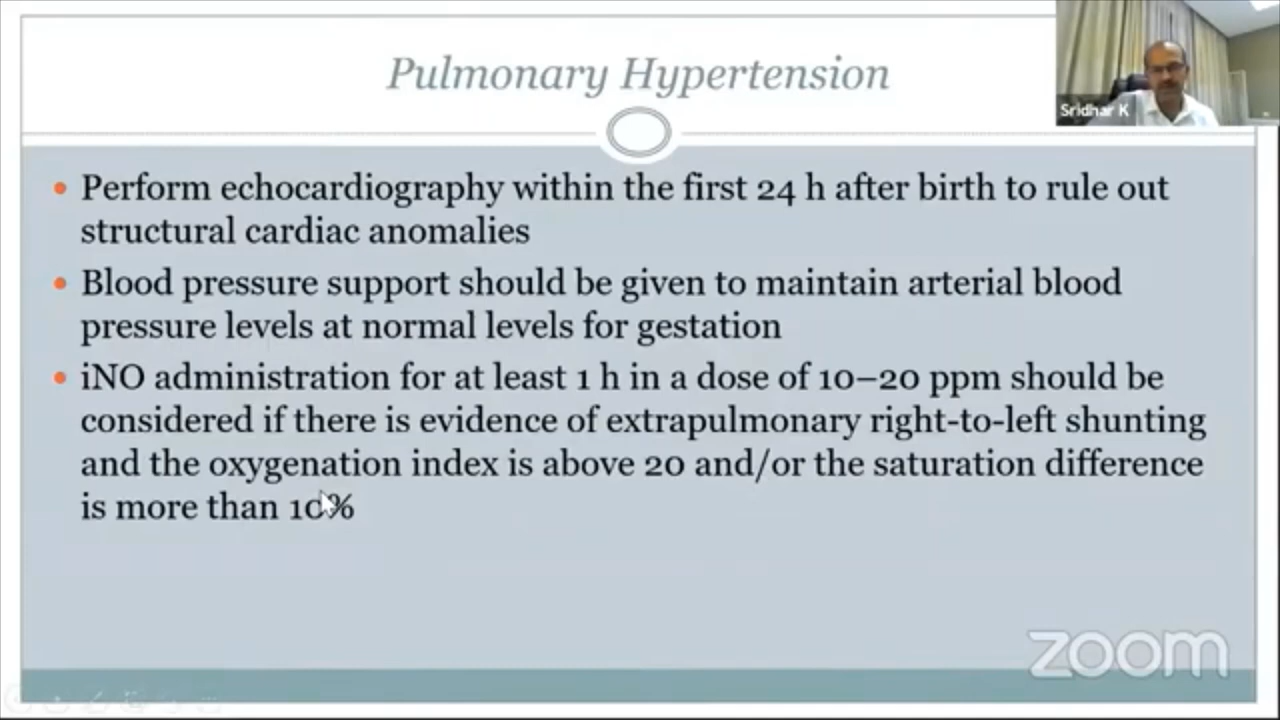 Pulmonary Hypertension
Sridhar K
• Perform echocardiography within the first 24 h after birth to rule out
structural cardiac anomalies
• Blood pressure support should be given to maintain arterial blood
pressure levels at normal levels for gestation
• iNO administration for at least 1 h in a dose of 10–20 ppm should be
considered if there is evidence of extrapulmonary right-to-left shunting
and the oxygenation index is above 20 and/or the saturation difference
is more than 10%
zoom